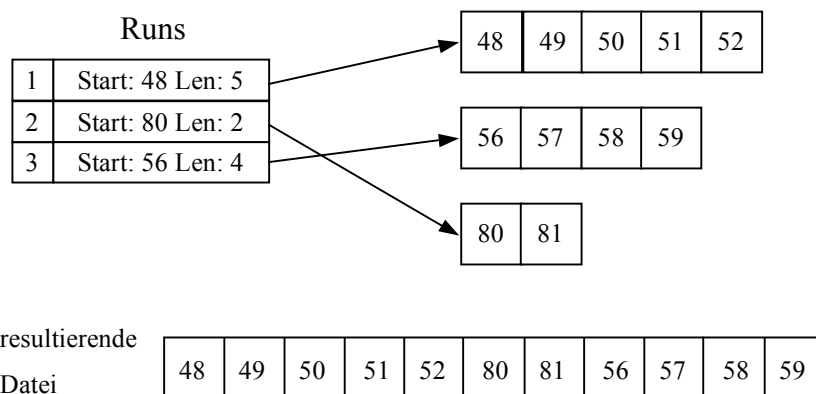 Runs
1 Start: 48 Len: 5
2 Start: 80 Len: 2
3 Start: 56 Len: 4
48 49 50 51 52
56 57 58 59
80 81
resultierende
Datei
48 49 50 51 52 80 81 56 57 58 59